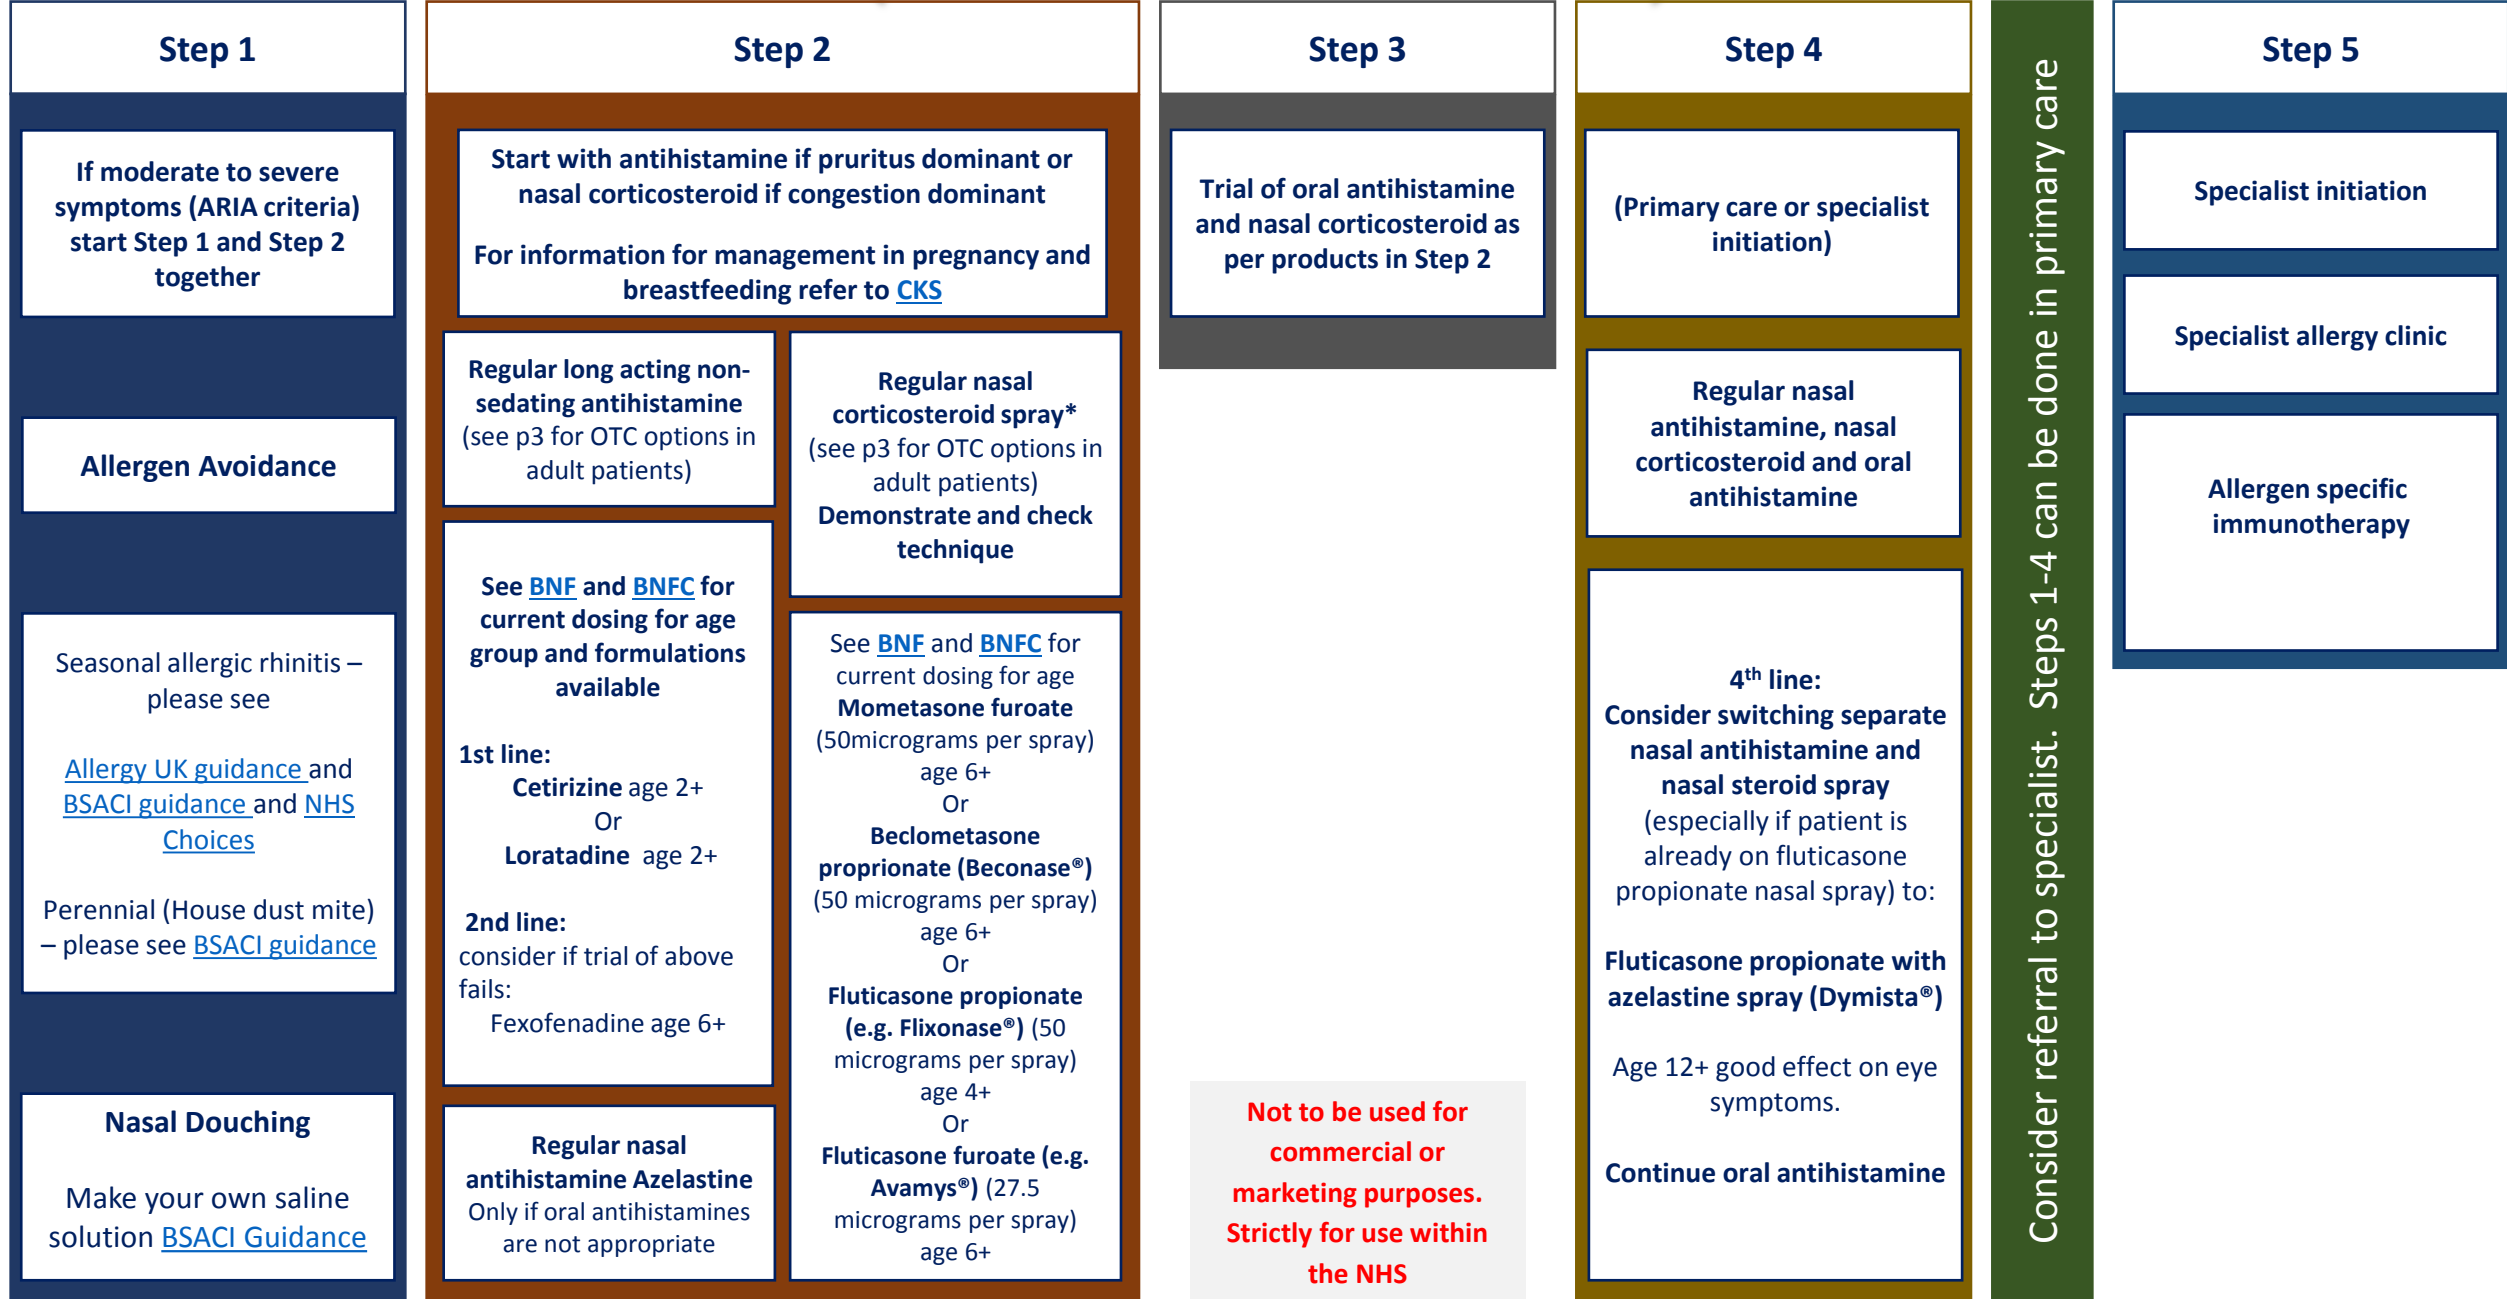 Step 1
If moderate to severe
symptoms (ARIA criteria)
start Step 1 and Step 2
together
Allergen Avoidance
Seasonal allergic rhinitis –
please see
Allergy UK guidance and
BSACI guidance and NHS
Choices
Perennial (House dust mite)
– please see BSACI guidance
Nasal Douching
Make your own saline
solution BSACI Guidance
Step 2
Start with antihistamine if pruritus dominant or
nasal corticosteroid if congestion dominant
For information for management in pregnancy and
breastfeeding refer to CKS
Regular long acting non-
sedating antihistamine
(see p3 for OTC options in
adult patients)
See BNF and BNFC for
current dosing for age
group and formulations
available
1st line:
Cetirizine age 2+
Or
Loratadine age 2+
2nd line:
consider if trial of above
fails:
Fexofenadine age 6+
Regular nasal
antihistamine Azelastine
Only if oral antihistamines
are not appropriate
Regular nasal
corticosteroid spray*
(see p3 for OTC options in
adult patients)
Demonstrate and check
technique
See BNF and BNFC for
current dosing for age
Mometasone furoate
(50micrograms per spray)
age 6+
Or
Beclometasone
proprionate (Beconase®)
(50 micrograms per spray)
age 6+
Or
Fluticasone propionate
(e.g. Flixonase®) (50
micrograms per spray)
age 4+
Or
Fluticasone furoate (e.g.
Avamys®) (27.5
micrograms per spray)
age 6+
Step 3
Trial of oral antihistamine
and nasal corticosteroid as
per products in Step 2
Not to be used for
commercial or
marketing purposes.
Strictly for use within
the NHS
Step 4
(Primary care or specialist
initiation)
Regular nasal
antihistamine, nasal
corticosteroid and oral
antihistamine
4th line:
Consider switching separate
nasal antihistamine and
nasal steroid spray
(especially if patient is
already on fluticasone
propionate nasal spray) to:
Fluticasone propionate with
azelastine spray (Dymista®)
Age 12+ good effect on eye
symptoms.
Continue oral antihistamine
Consider referral to specialist. Steps 1-4 can be done in primary care
Step 5
Specialist initiation
Specialist allergy clinic
Allergen specific
immunotherapy